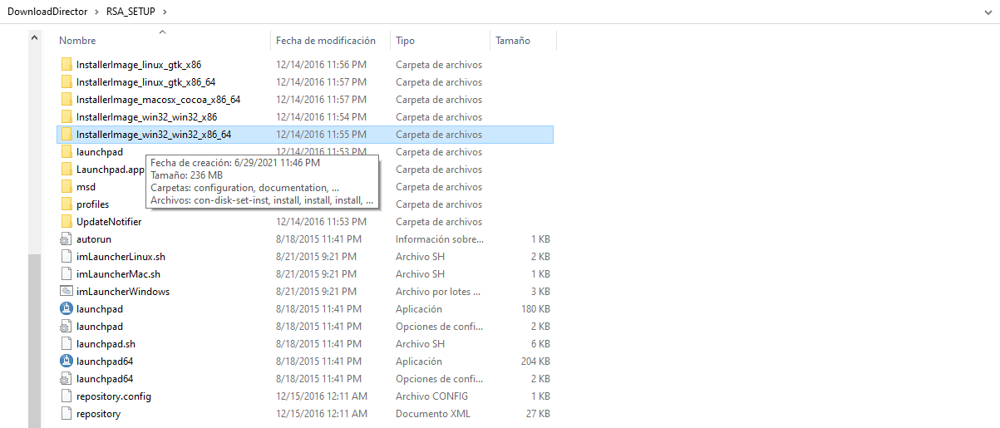 DownloadDirector > RSA_SETUP >
Nombre Fecha de modificación Tipo Tamaño
InstallerImage_linux_gtk_x86 12/14/2016 11:56 PM Carpeta de archivos
InstallerImage_linux_gtk_x86_64 12/14/2016 11:57 PM Carpeta de archivos
InstallerImage_macosx_cocoa_x86_64 12/14/2016 11:57 PM Carpeta de archivos
InstallerImage_win32_win32_x86 12/14/2016 11:54 PM Carpeta de archivos
InstallerImage_win32_win32_x86_64 12/14/2016 11:55 PM Carpeta de archivos
launchpad 12/14/2016 11:53 PM Carpeta de archivos
Launchpad.app Carpeta de archivos
msd Carpeta de archivos
profiles Carpeta de archivos
Fecha de creación: 6/29/2021 11:46 PM
Tamaño: 236 MB
Carpetas: configuration, documentation, ...
Archivos: con-disk-set-inst, install, install, install, ...
UpdateNotifier 12/14/2016 11:53 PM Carpeta de archivos
autorun 8/18/2015 11:41 PM Información sobre... 1 KB
imLauncherLinux.sh 8/21/2015 9:21 PM Archivo SH 2 KB
imLauncherMac.sh 8/21/2015 9:21 PM Archivo SH 1 KB
imLauncherWindows 8/21/2015 9:21 PM Archivo por lotes ... 3 KB
launchpad 8/18/2015 11:41 PM Aplicación 180 KB
launchpad 8/18/2015 11:41 PM Opciones de confi... 2 KB
launchpad.sh 8/18/2015 11:41 PM Archivo SH 6 KB
launchpad64 8/18/2015 11:41 PM Aplicación 204 KB
launchpad64 8/18/2015 11:41 PM Opciones de confi... 2 KB
repository.config 12/15/2016 12:11 AM Archivo CONFIG 1 KB
repository 12/15/2016 12:11 AM Documento XML 27 KB